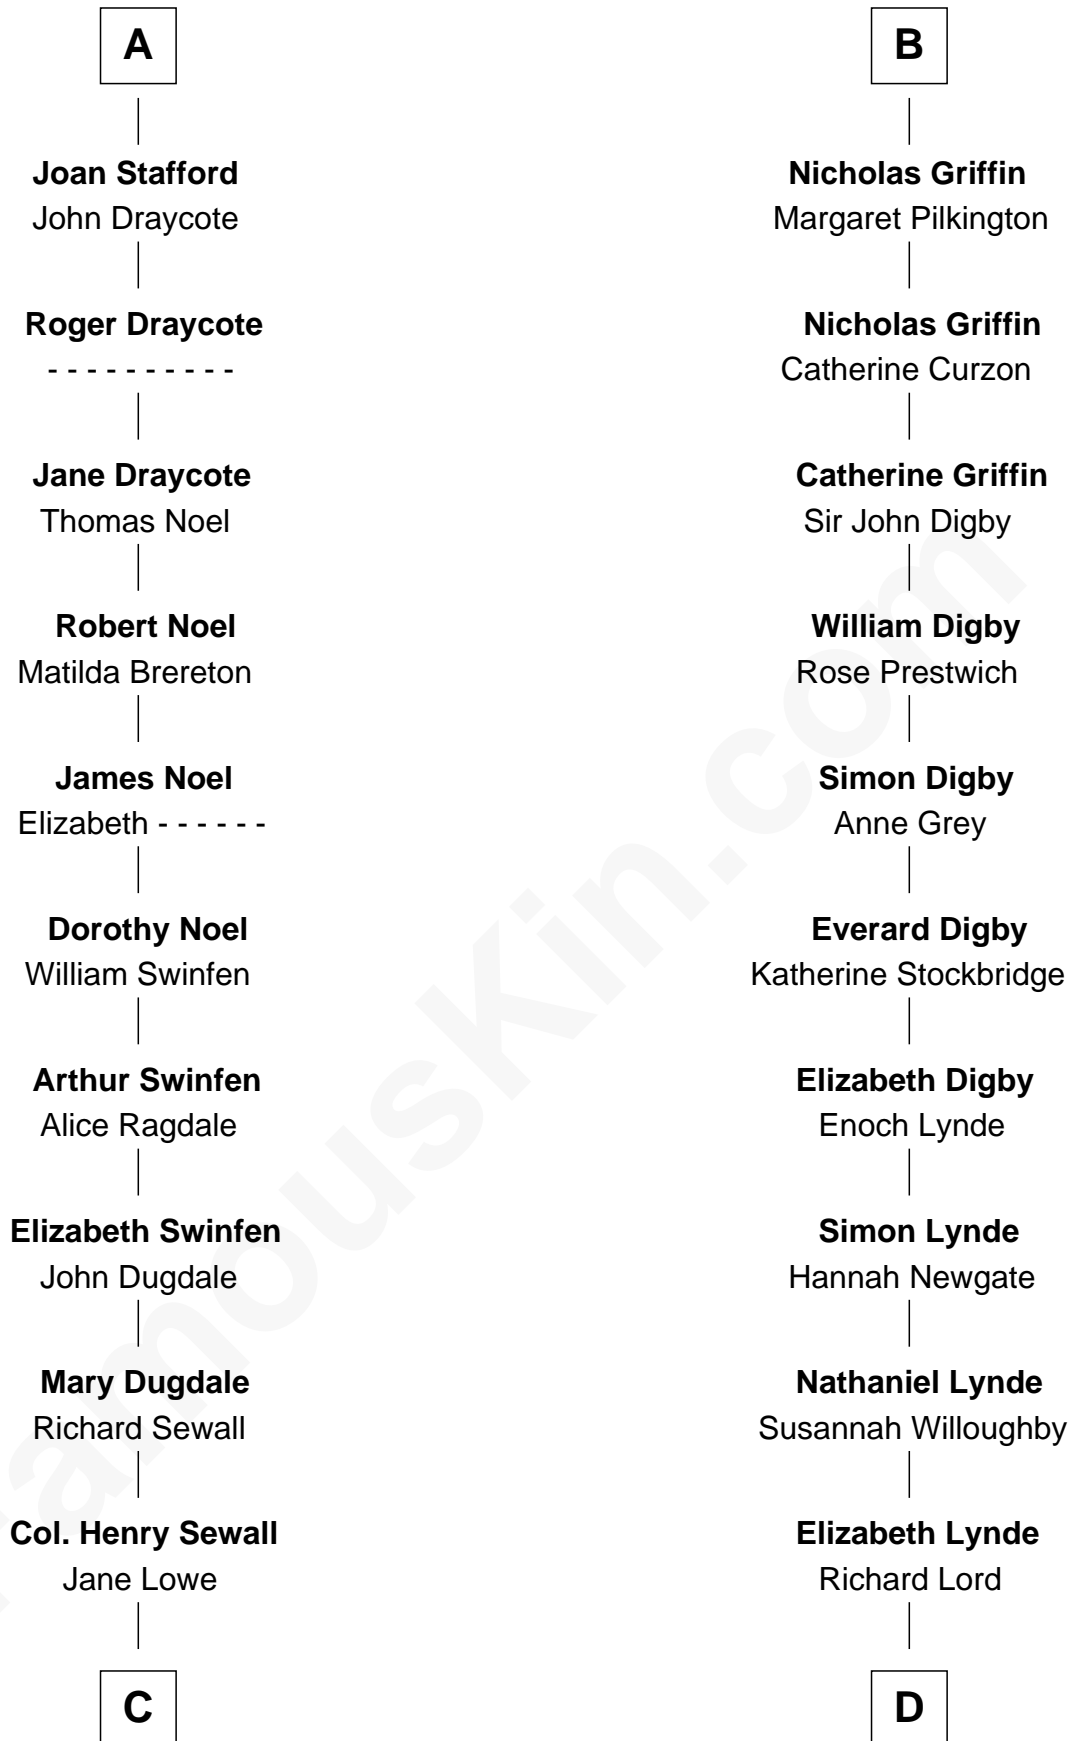 A
Joan Stafford
John Draycote
Roger Draycote
- - - - - - - - - -
Jane Draycote
Thomas Noel
Robert Noel
Matilda Brereton
James Noel
Elizabeth - - - - - -
Dorothy Noel
William Swinfen
Arthur Swinfen
Alice Ragdale
Elizabeth Swinfen
John Dugdale
Mary Dugdale
Richard Sewall
Col. Henry Sewall
Jane Lowe
C
B
Nicholas Griffin
Margaret Pilkington
Nicholas Griffin
Catherine Curzon
Catherine Griffin
Sir John Digby
William Digby
Rose Prestwich
Simon Digby
Anne Grey
Everard Digby
Katherine Stockbridge
Elizabeth Digby
Enoch Lynde
Simon Lynde
Hannah Newgate
Nathaniel Lynde
Susannah Willoughby
Elizabeth Lynde
Richard Lord
D
FamousKin.com